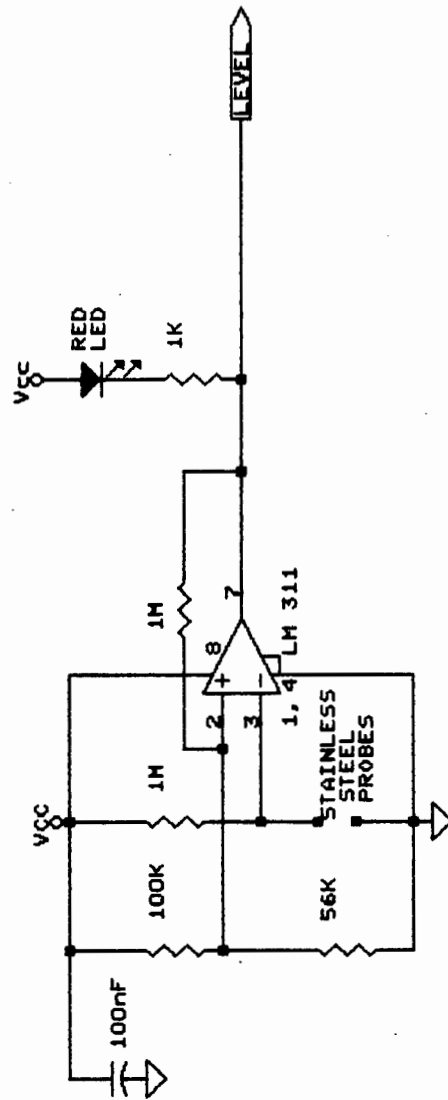 Vcc
RED
LED
1K
LEVEL
VCC
1M
1M
100K
100nF
8
+
2
7
3
−
LM 311
1, 4
STAINLESS
STEEL
PROBES
56K